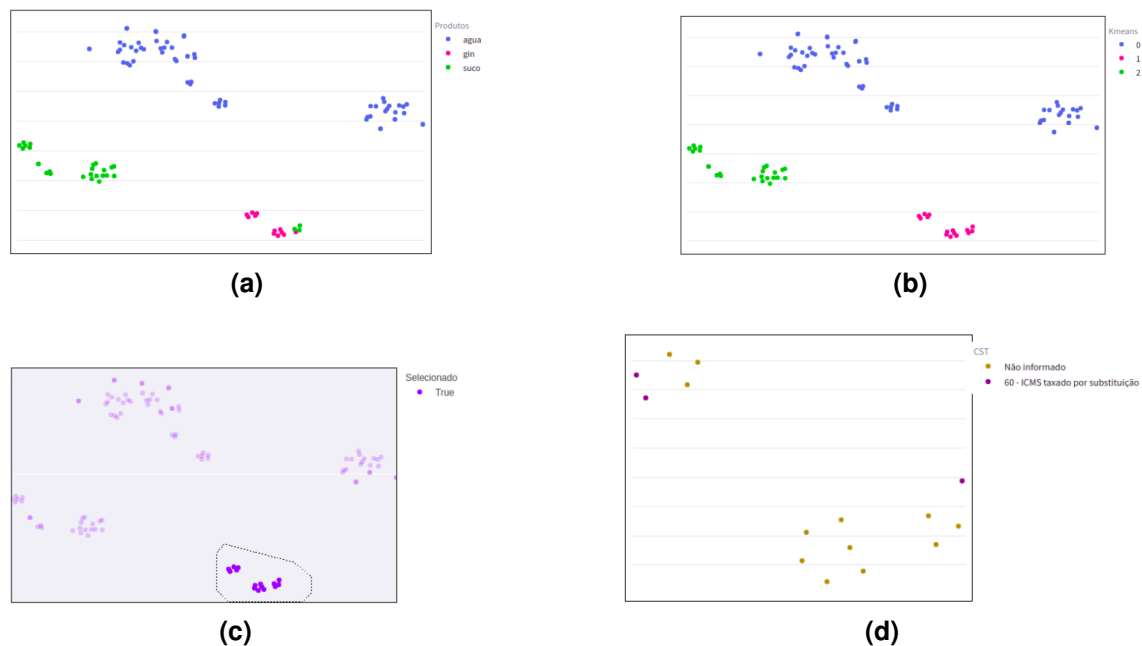 Produtos
agua
gin
suco
(a)
Kmeans
0
1
2
(b)
Selecionado
True
(c)
CST
Não informado
60 - ICMS taxado por substituição
(d)